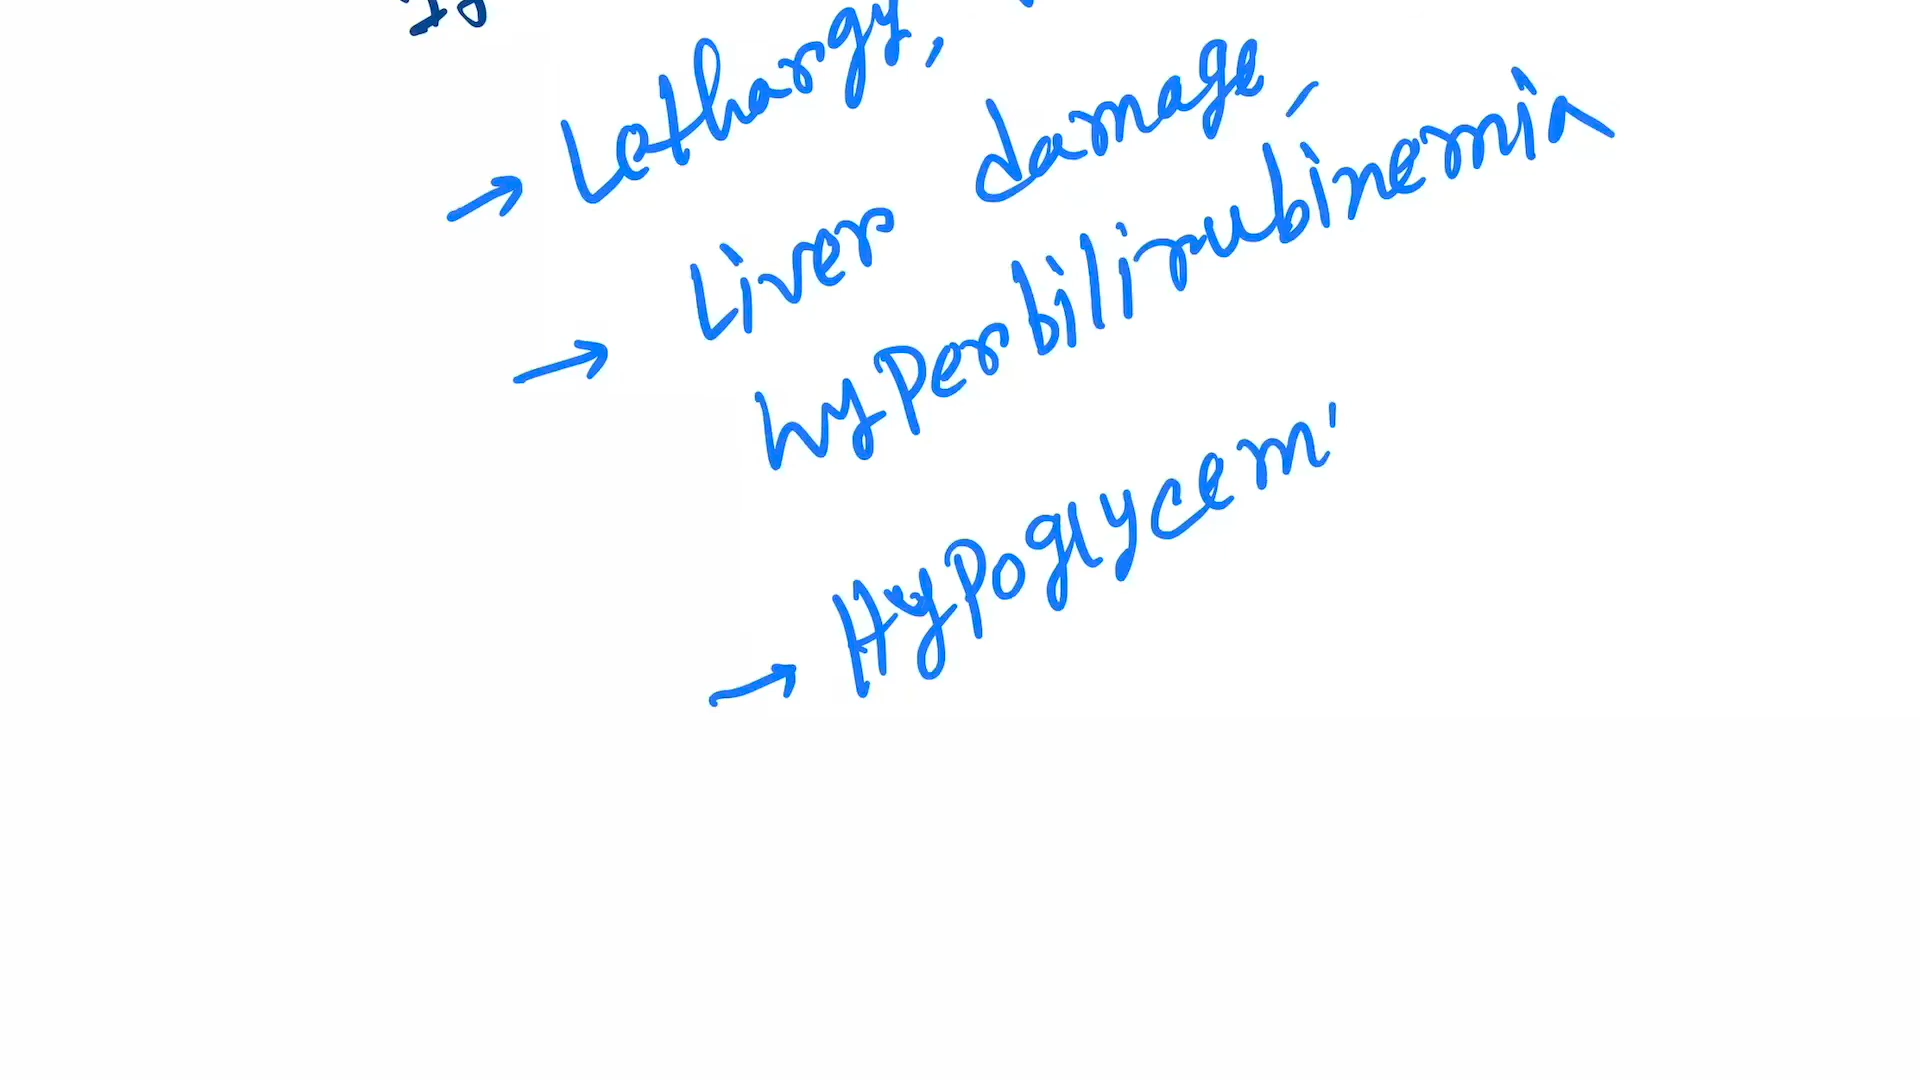 → Lethargy,
→ Liver damage,
hyperbilirubinemia
→ Hypoglycemi